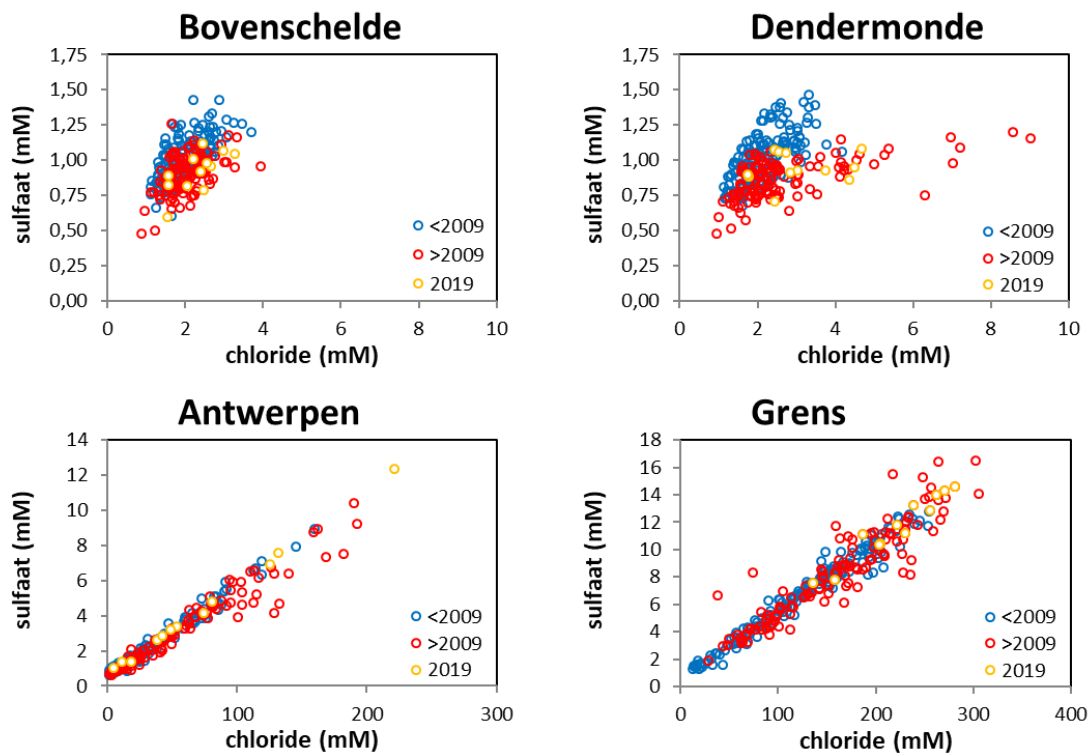 Bovenschelde
1,75
1,50
1,25
1,00
0,75
0,50
0,25
0,00
sulfaat (mM)
<2009
>2009
2019
0 2 4 6 8 10
chloride (mM)
Dendermonde
1,75
1,50
1,25
1,00
0,75
0,50
0,25
0,00
sulfaat (mM)
<2009
>2009
2019
0 2 4 6 8 10
chloride (mM)
Antwerpen
14
12
10
8
6
4
2
0
sulfaat (mM)
<2009
>2009
2019
0 100 200 300
chloride (mM)
Grens
18
16
14
12
10
8
6
4
2
0
sulfaat (mM)
<2009
>2009
2019
0 100 200 300 400
chloride (mM)